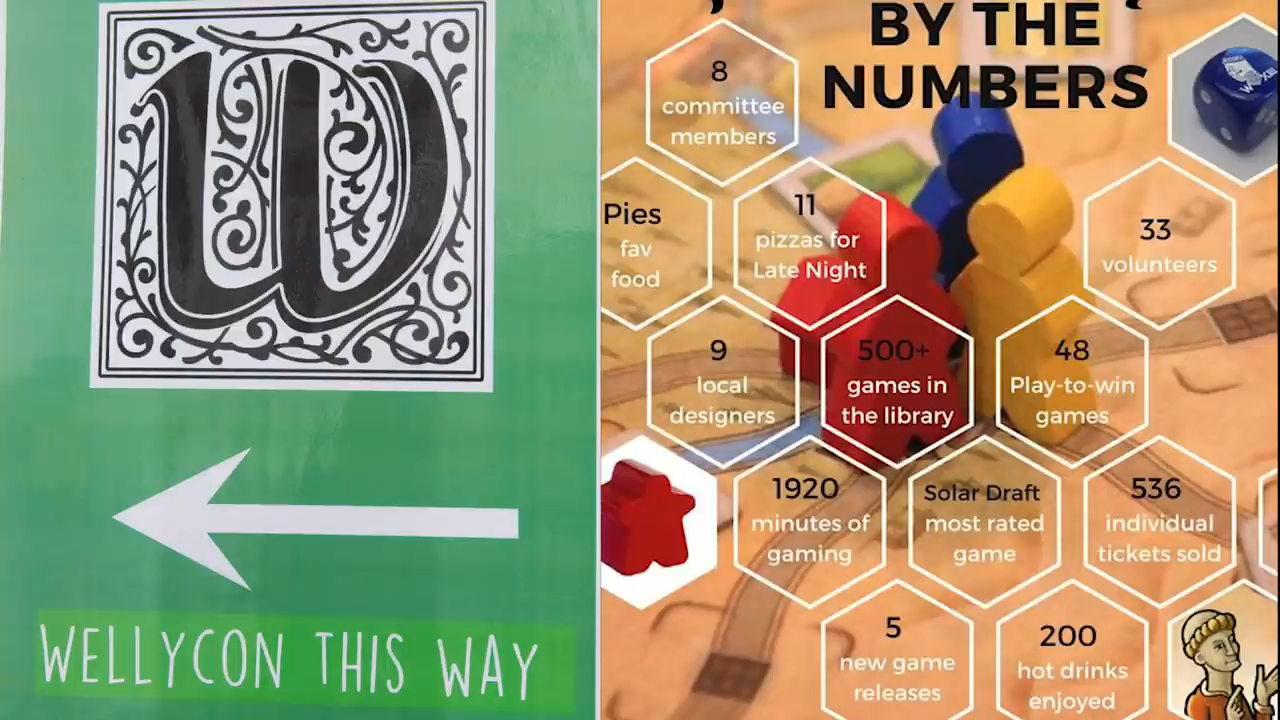 W
WELLYCON THIS WAY
BY THE
NUMBERS
8
committee
members
Pies
fav
food
11
pizzas for
Late Night
33
volunteers
9
local
designers
500+
games in
the library
48
Play-to-win
games
1920
minutes of
gaming
Solar Draft
most rated
game
536
individual
tickets sold
5
new game
releases
200
hot drinks
enjoyed